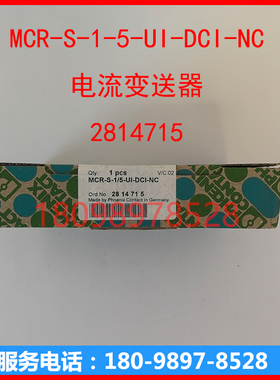 MCR-S-1-5-UI-DCI-NC
电流变送器
2814715
Qty. 1 pcs V/C.02
MCR-S-1/5-UI-DCI-NC
Ord No.: 28 14 71 5
Made by Phoenix Contact in Germany
18098978528
服务电话：180-9897-8528